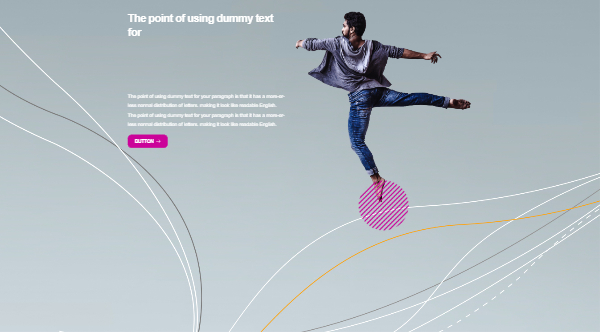 The point of using dummy text
for
The point of using dummy text for your paragraph is that it has a more-or-
less normal distribution of letters. making it look like readable English.
The point of using dummy text for your paragraph is that it has a more-or-
less normal distribution of letters. making it look like readable English.
BUTTON →